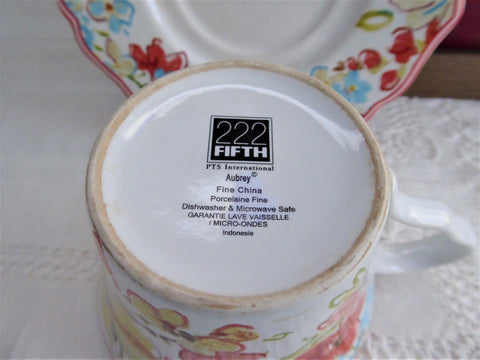 222
FIFTH
PTS International
Aubrey©
Fine China
Porcelaine Fine
Dishwasher & Microwave Safe
GARANTIE LAVE VAISSELLE
/ MICRO-ONDES
Indonesia